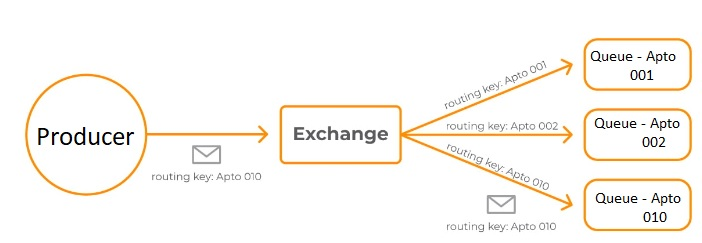 Producer
routing key: Apto 010
Exchange
routing key: Apto 001
routing key: Apto 002
routing key: Apto 010
routing key: Apto 010
Queue - Apto
001
Queue - Apto
002
Queue - Apto
010